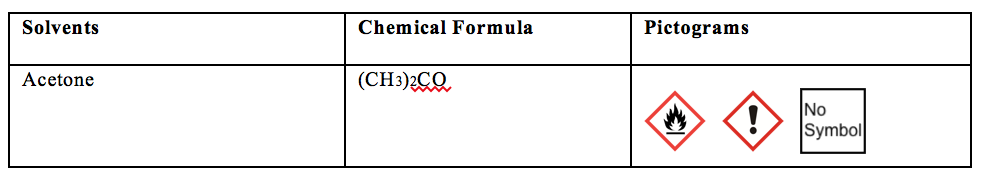 Solvents Chemical Formula Pictograms
Acetone (CH3)2CO
No
Symbol